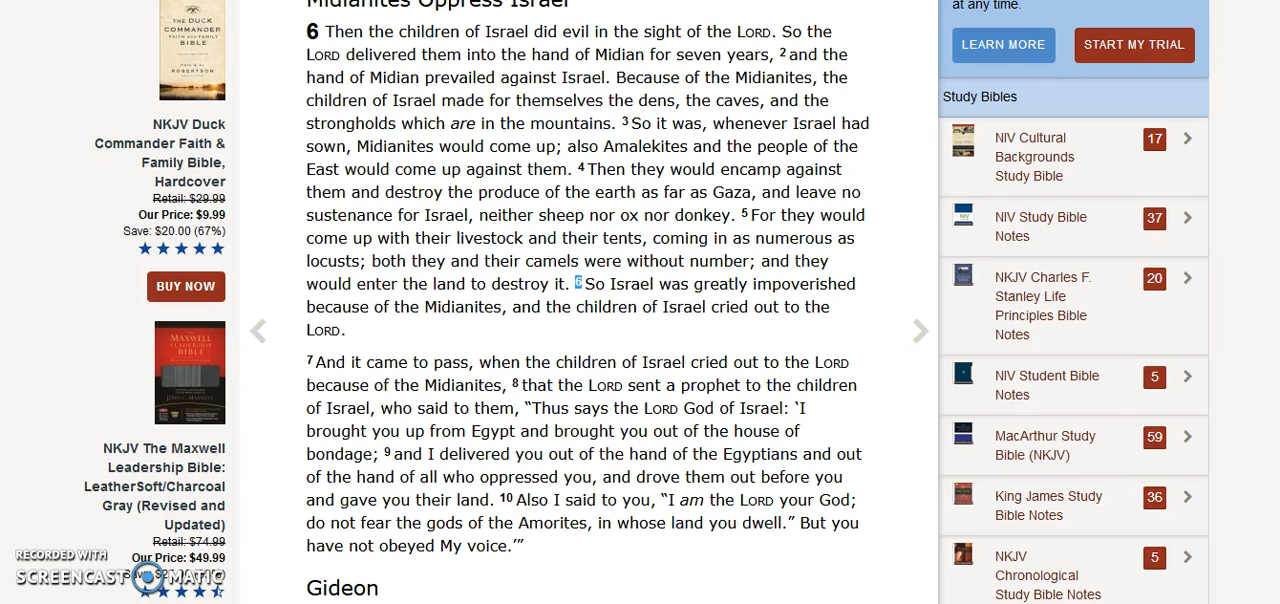 THE DUCK
COMMANDER
FAITH AND FAMILY
BIBLE
ROBERTSON
NKJV Duck
Commander Faith &
Family Bible,
Hardcover
Retail: $29.99
Our Price: $9.99
Save: $20.00 (67%)
BUY NOW
MAXWELL
LEADERSHIP
BIBLE
NKJV The Maxwell
Leadership Bible:
LeatherSoft/Charcoal
Gray (Revised and
Updated)
Retail: $74.99
Our Price: $49.99
RECORDED WITH
SCREENCAST MATIC
Midianites Oppress Israel
6 Then the children of Israel did evil in the sight of the LORD. So the
LORD delivered them into the hand of Midian for seven years, 2 and the
hand of Midian prevailed against Israel. Because of the Midianites, the
children of Israel made for themselves the dens, the caves, and the
strongholds which are in the mountains. 3 So it was, whenever Israel had
sown, Midianites would come up; also Amalekites and the people of the
East would come up against them. 4 Then they would encamp against
them and destroy the produce of the earth as far as Gaza, and leave no
sustenance for Israel, neither sheep nor ox nor donkey. 5 For they would
come up with their livestock and their tents, coming in as numerous as
locusts; both they and their camels were without number; and they
would enter the land to destroy it. 6 So Israel was greatly impoverished
because of the Midianites, and the children of Israel cried out to the
LORD.
7 And it came to pass, when the children of Israel cried out to the LORD
because of the Midianites, 8 that the LORD sent a prophet to the children
of Israel, who said to them, “Thus says the LORD God of Israel: ‘I
brought you up from Egypt and brought you out of the house of
bondage; 9 and I delivered you out of the hand of the Egyptians and out
of the hand of all who oppressed you, and drove them out before you
and gave you their land. 10 Also I said to you, “I am the LORD your God;
do not fear the gods of the Amorites, in whose land you dwell.” But you
have not obeyed My voice.’”
Gideon
at any time.
LEARN MORE
START MY TRIAL
Study Bibles
NIV Cultural
Backgrounds
Study Bible
17
NIV Study Bible
Notes
37
NKJV Charles F.
Stanley Life
Principles Bible
Notes
20
NIV Student Bible
Notes
5
MacArthur Study
Bible (NKJV)
59
King James Study
Bible Notes
36
NKJV
Chronological
Study Bible Notes
5